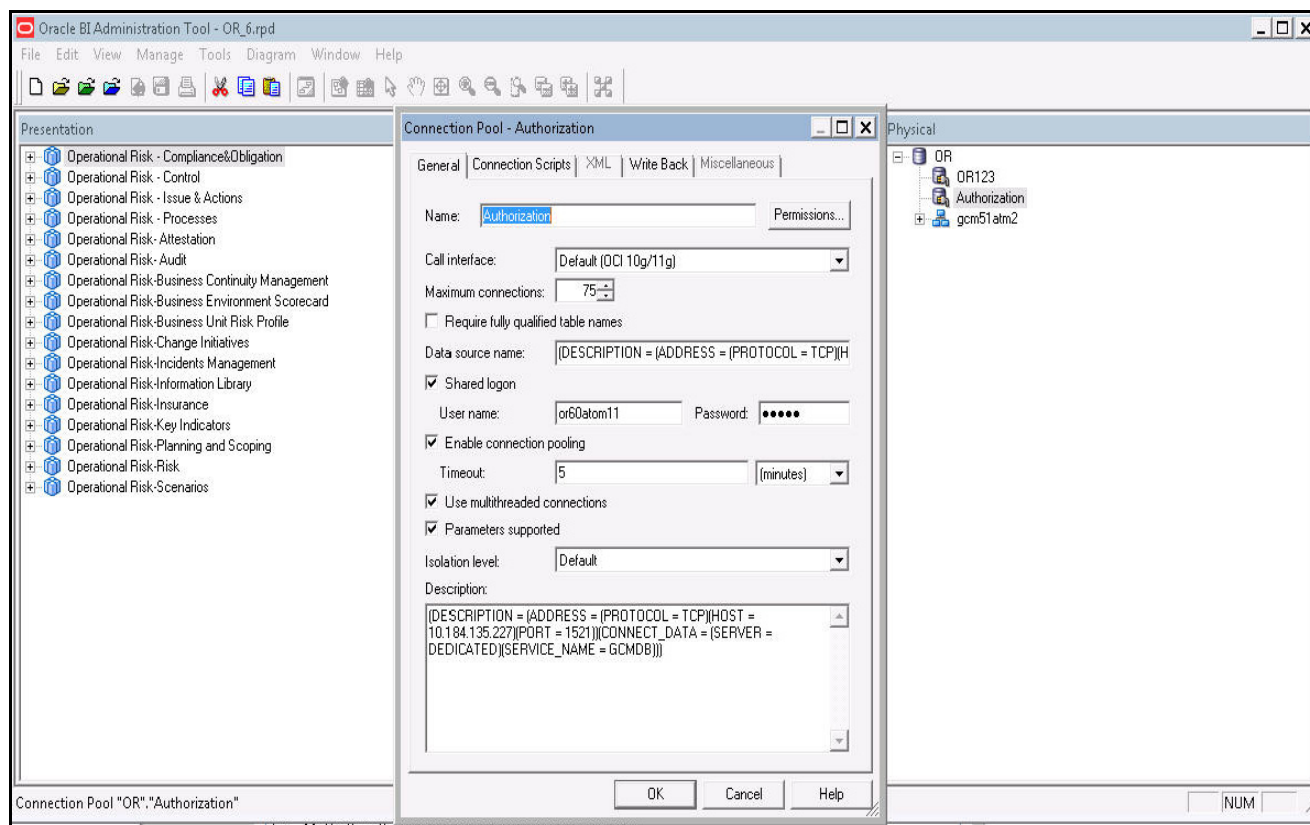 Oracle BI Administration Tool - OR_6.rpd
File Edit View Manage Tools Diagram Window Help
Presentation
Operational Risk - Compliance&Obligation
Operational Risk - Control
Operational Risk - Issue & Actions
Operational Risk - Processes
Operational Risk- Attestation
Operational Risk- Audit
Operational Risk-Business Continuity Management
Operational Risk-Business Environment Scorecard
Operational Risk-Business Unit Risk Profile
Operational Risk-Change Initiatives
Operational Risk-Incidents Management
Operational Risk-Information Library
Operational Risk-Insurance
Operational Risk-Key Indicators
Operational Risk-Planning and Scoping
Operational Risk-Risk
Operational Risk-Scenarios
Connection Pool - Authorization
General Connection Scripts XML Write Back Miscellaneous
Name: Authorization Permissions...
Call interface: Default (OCI 10g/11g)
Maximum connections: 75
Require fully qualified table names
Data source name: (DESCRIPTION = (ADDRESS = (PROTOCOL = TCP)(H
Shared logon
User name: or60atom11 Password: ●●●●●
Enable connection pooling
Timeout: 5 (minutes)
Use multithreaded connections
Parameters supported
Isolation level: Default
Description:
(DESCRIPTION = (ADDRESS = (PROTOCOL = TCP)(HOST =
10.184.135.227)(PORT = 1521))(CONNECT_DATA = (SERVER =
DEDICATED)(SERVICE_NAME = GCMDB)))
OK Cancel Help
Physical
OR
OR123
Authorization
gcm51atm2
Connection Pool "OR"."Authorization"
NUM